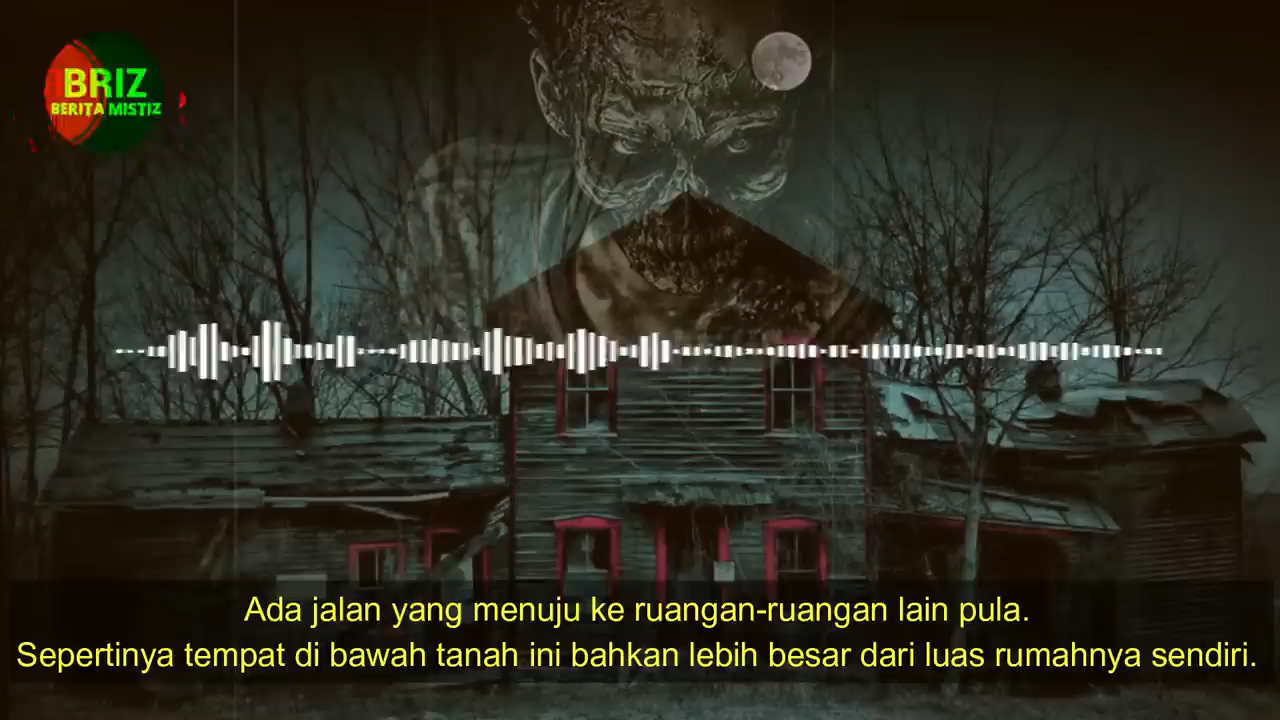 BRIZ
BERITA MISTIZ
Ada jalan yang menuju ke ruangan-ruangan lain pula.
Sepertinya tempat di bawah tanah ini bahkan lebih besar dari luas rumahnya sendiri.